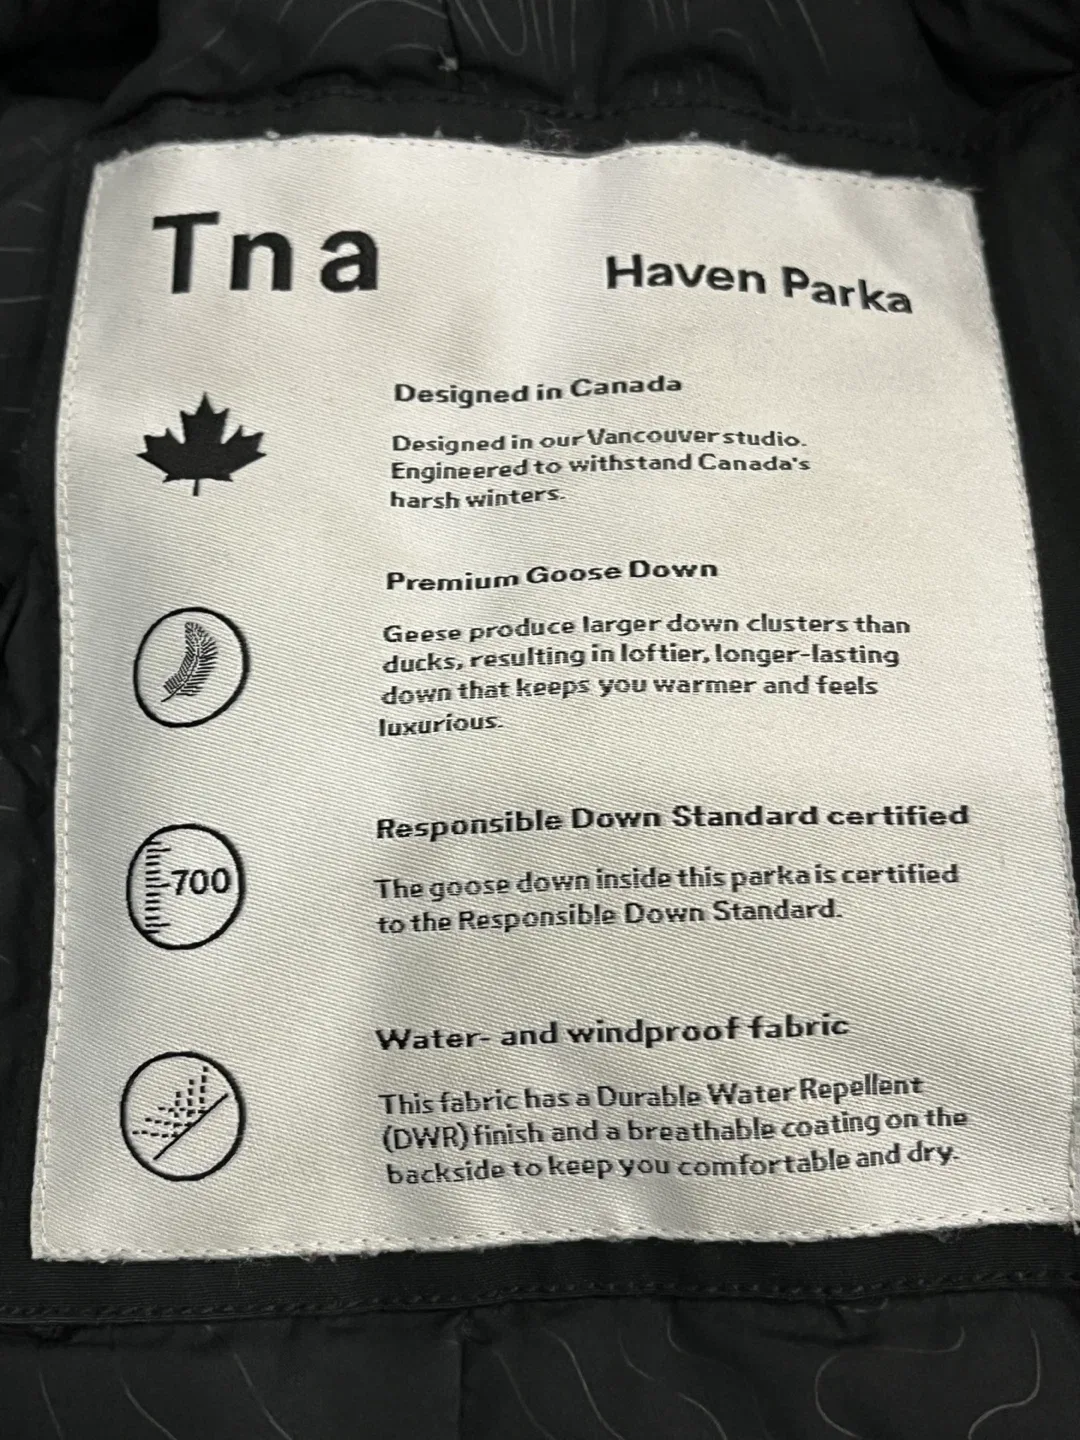 Tna
Haven Parka
Designed in Canada
Designed in our Vancouver studio.
Engineered to withstand Canada's
harsh winters.
Premium Goose Down
Geese produce larger down clusters than
ducks, resulting in loftier, longer-lasting
down that keeps you warmer and feels
luxurious.
700
Responsible Down Standard certified
The goose down inside this parka is certified
to the Responsible Down Standard.
Water- and windproof fabric
This fabric has a Durable Water Repellent
(DWR) finish and a breathable coating on the
backside to keep you comfortable and dry.